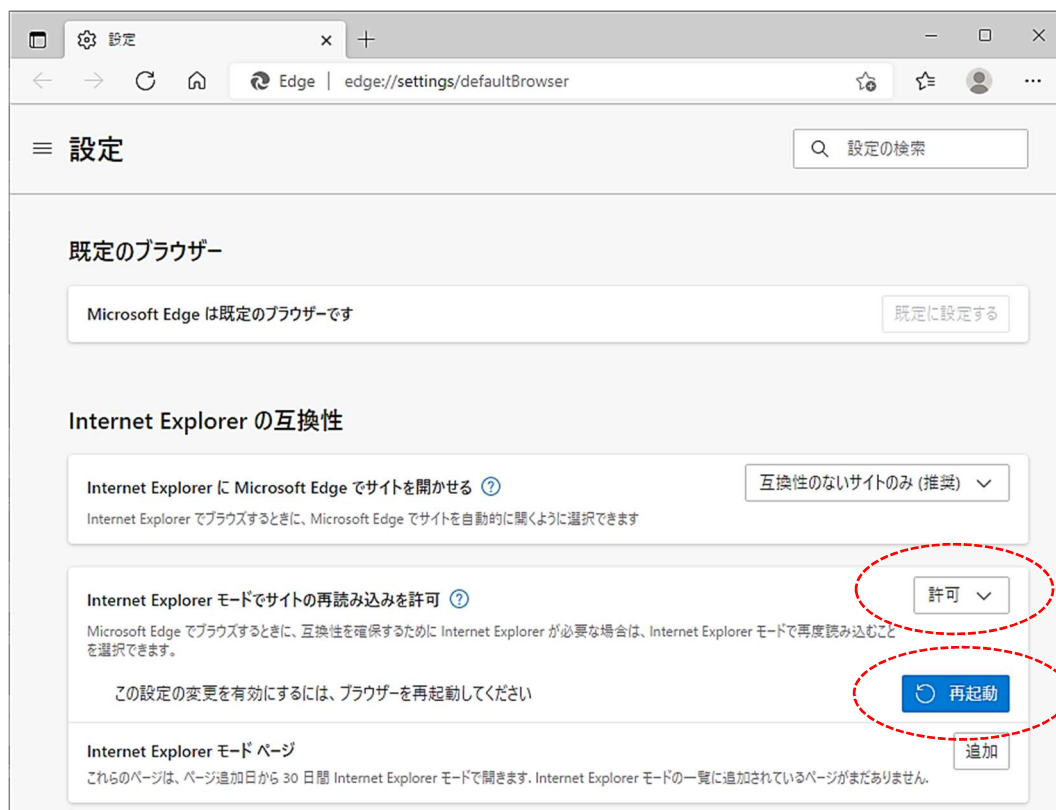 設定
Edge edge://settings/defaultBrowser
設定
設定の検索
既定のブラウザー
Microsoft Edge は既定のブラウザーです
既定に設定する
Internet Explorer の互換性
Internet Explorer に Microsoft Edge でサイトを開かせる
互換性のないサイトのみ (推奨)
Internet Explorer でブラウズするときに、Microsoft Edge でサイトを自動的に開くように選択できます
Internet Explorer モードでサイトの再読み込みを許可
許可
Microsoft Edge でブラウズするときに、互換性を確保するために Internet Explorer が必要な場合は、Internet Explorer モードで再度読み込むこと
を選択できます。
この設定の変更を有効にするには、ブラウザーを再起動してください
再起動
Internet Explorer モード ページ
追加
これらのページは、ページ追加日から 30 日間 Internet Explorer モードで開きます. Internet Explorer モードの一覧に追加されているページがまだありません.